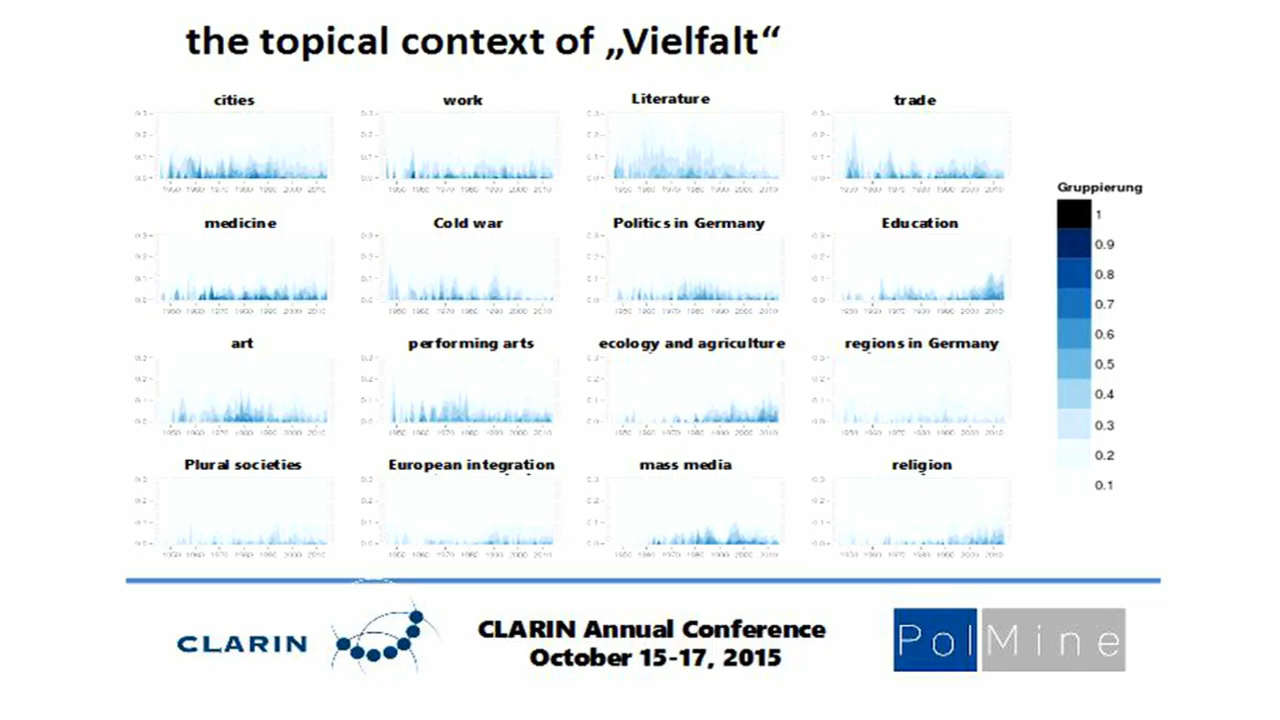 the topical context of „Vielfalt“
cities work Literature trade
medicine Cold war Politics in Germany Education
art performing arts ecology and agriculture regions in Germany
Plural societies European integration mass media religion
Gruppierung
1
0.9
0.8
0.7
0.6
0.5
0.4
0.3
0.2
0.1
CLARIN
CLARIN Annual Conference
October 15-17, 2015
PolMine